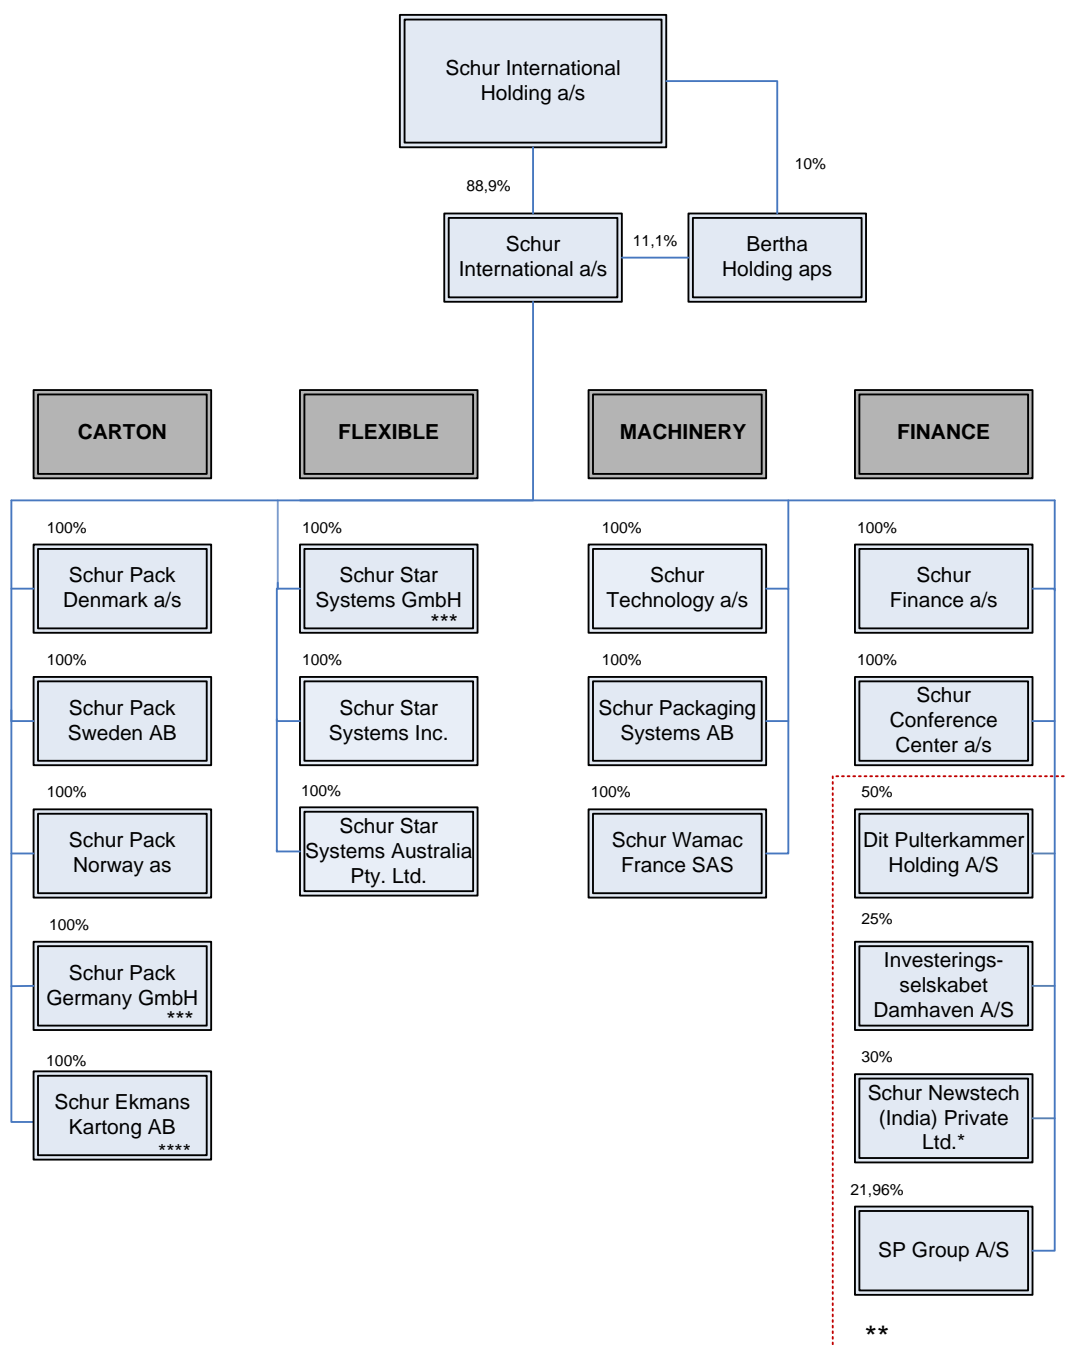 Schur International
Holding a/s
10%
88,9%
Schur
International a/s
11,1%
Bertha
Holding aps
CARTON
FLEXIBLE
MACHINERY
FINANCE
100%
Schur Pack
Denmark a/s
100%
Schur Star
Systems GmbH
***
100%
Schur
Technology a/s
100%
Schur
Finance a/s
100%
Schur Pack
Sweden AB
100%
Schur Star
Systems Inc.
100%
Schur Packaging
Systems AB
100%
Schur
Conference
Center a/s
100%
Schur Pack
Norway as
100%
Schur Star
Systems Australia
Pty. Ltd.
100%
Schur Wamac
France SAS
50%
Dit Pulterkammer
Holding A/S
100%
Schur Pack
Germany GmbH
***
25%
Investerings-
selskabet
Damhaven A/S
100%
Schur Ekmans
Kartong AB
****
30%
Schur Newstech
(India) Private
Ltd.*
21,96%
SP Group A/S
**